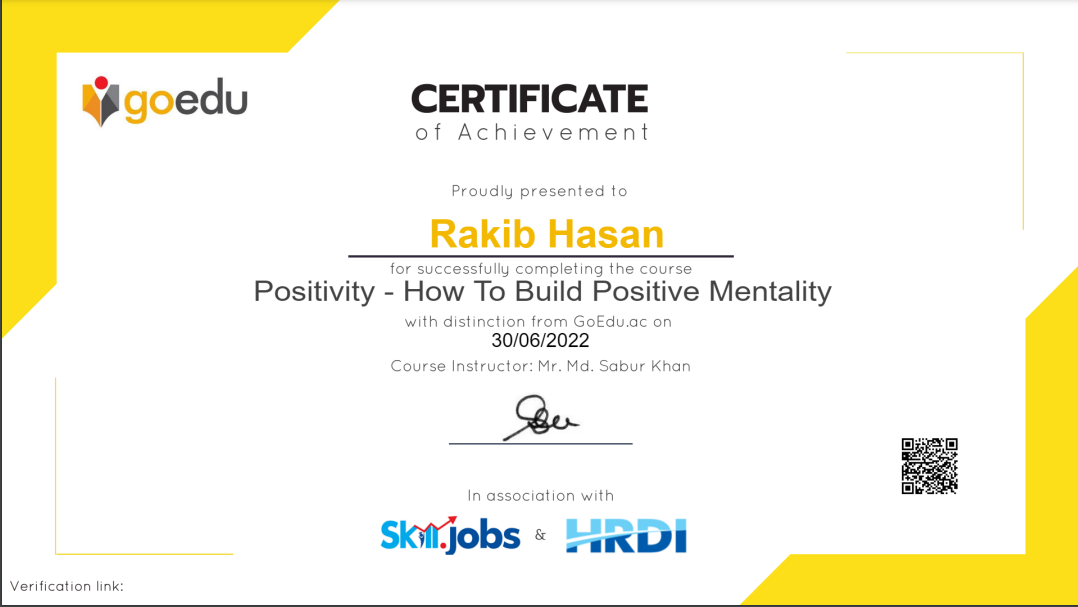 goedu
CERTIFICATE
of Achievement
Proudly presented to
Rakib Hasan
for successfully completing the course
Positivity - How To Build Positive Mentality
with distinction from GoEdu.ac on
30/06/2022
Course Instructor: Mr. Md. Sabur Khan
In association with
Skill.jobs & HRDI
Verification link: